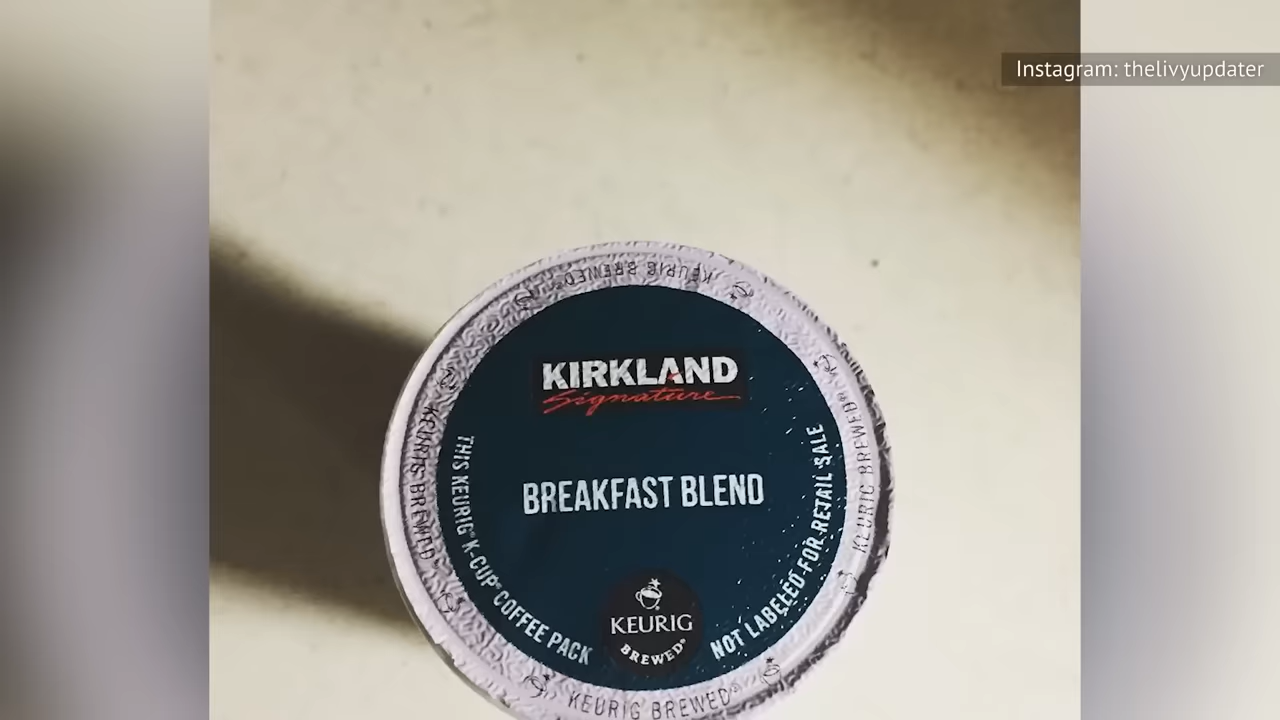 Instagram: thelivyupdater
KEURIG BREWED®
KEURIG BREWED®
KEURIG BREWED®
KEURIG BREWED®
KIRKLAND
Signature
BREAKFAST BLEND
THIS KEURIG® K-CUP® COFFEE PACK
NOT LABELED FOR RETAIL SALE
KEURIG
BREWED®